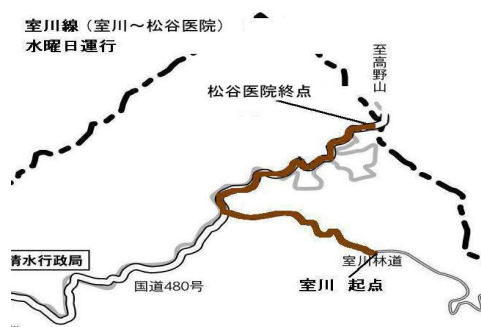 室川線（室川～松谷医院）
水曜日運行
至高野山
松谷医院終点
清水行政局
国道480号
室川林道
室川 起点
...